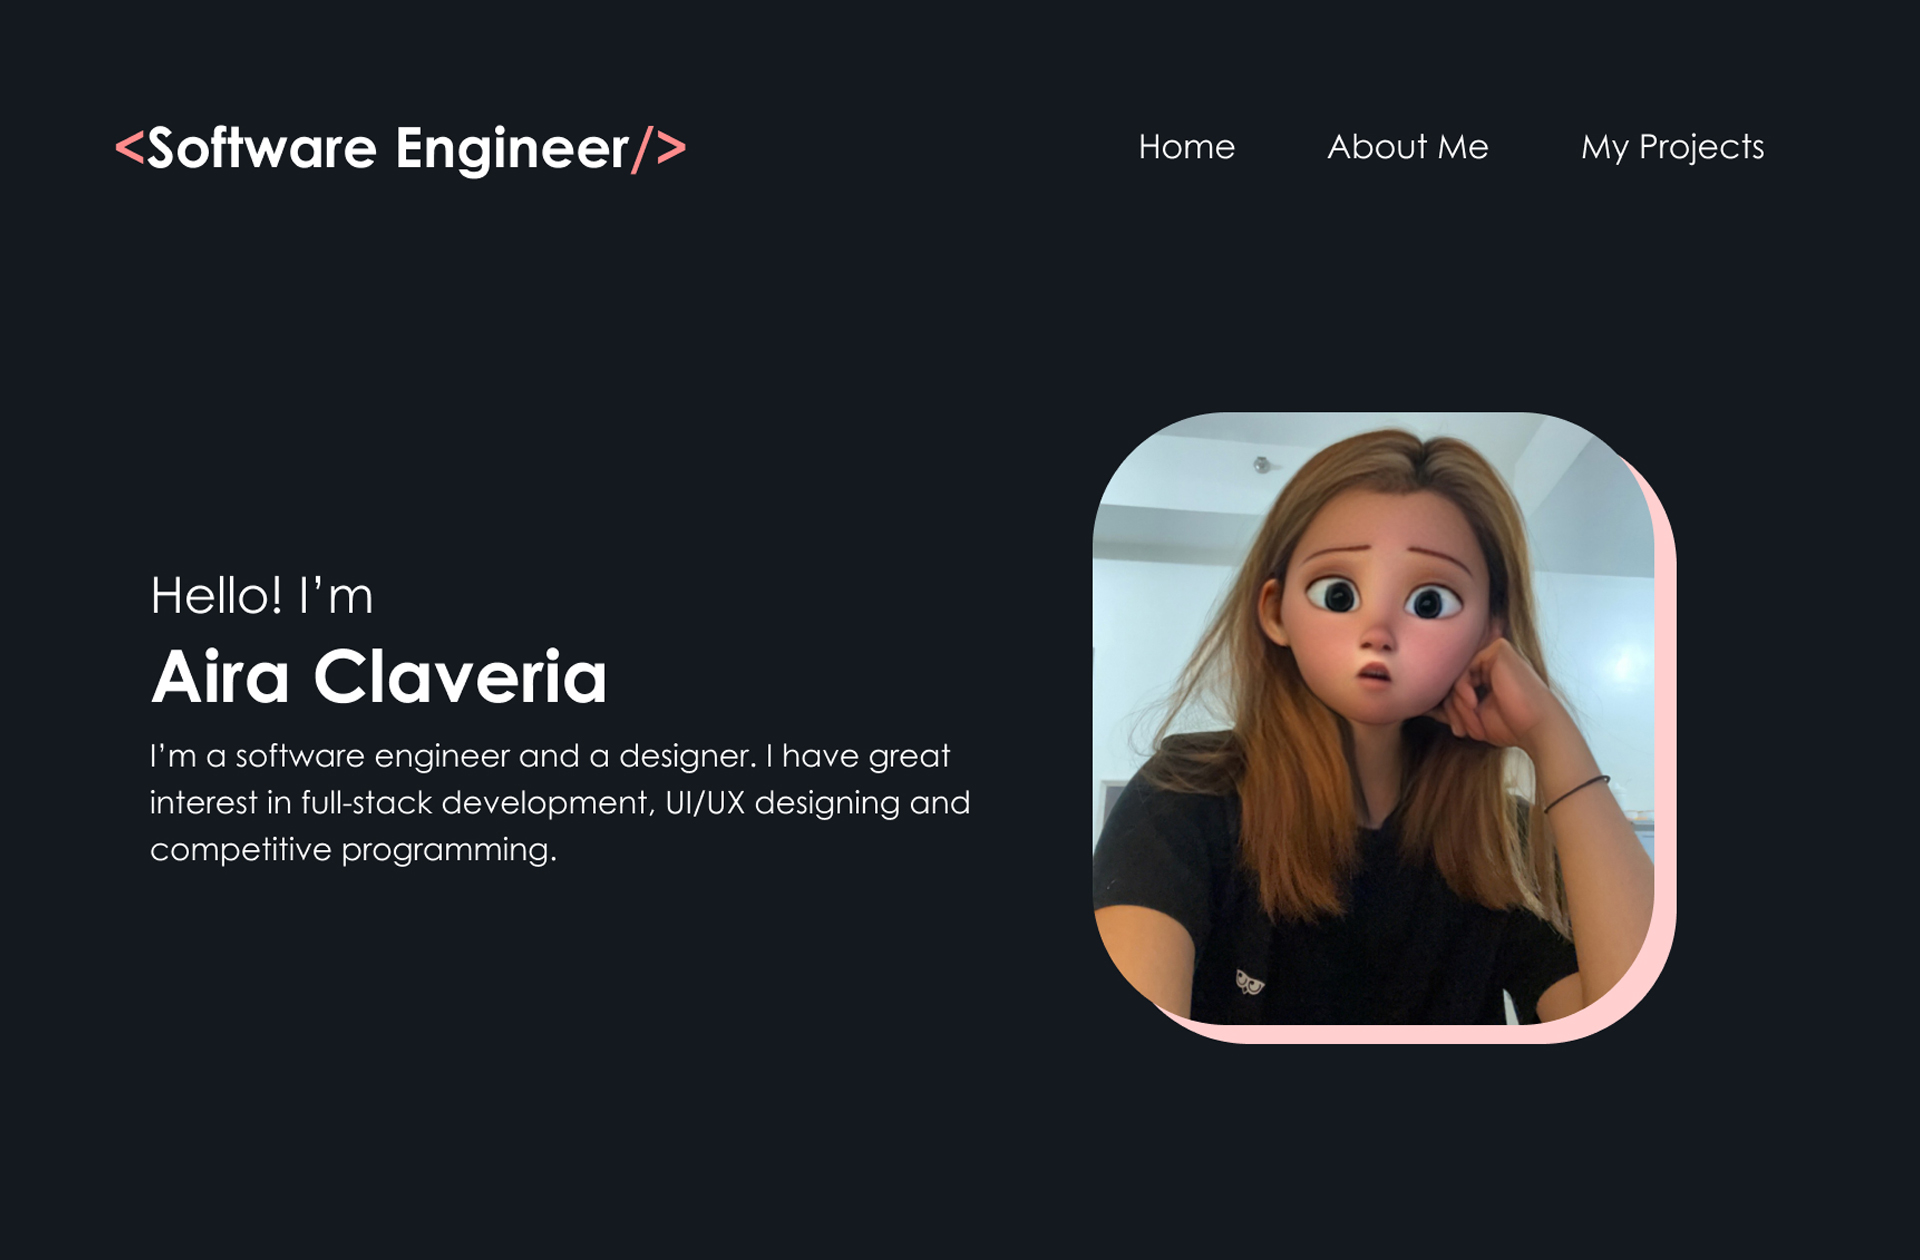 <Software Engineer/>
Home About Me My Projects
Hello! I’m
Aira Claveria
I’m a software engineer and a designer. I have great
interest in full-stack development, UI/UX designing and
competitive programming.